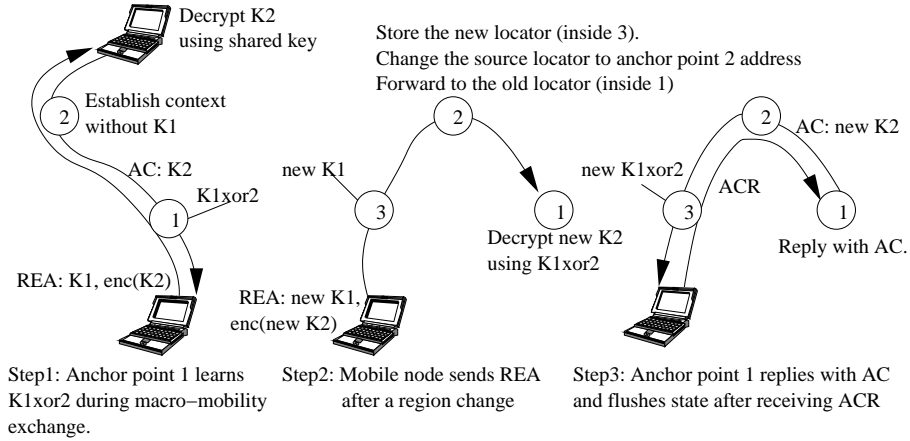 Decrypt K2
using shared key
2
Establish context
without K1
AC: K2
K1xor2
1
REA: K1, enc(K2)
Step1: Anchor point 1 learns
K1xor2 during macro−mobility
exchange.
Store the new locator (inside 3).
Change the source locator to anchor point 2 address
Forward to the old locator (inside 1)
2
new K1
3
1
Decrypt new K2
using K1xor2
REA: new K1,
enc(new K2)
Step2: Mobile node sends REA
after a region change
2
AC: new K2
new K1xor2
ACR
3
1
Reply with AC.
Step3: Anchor point 1 replies with AC
and flushes state after receiving ACR